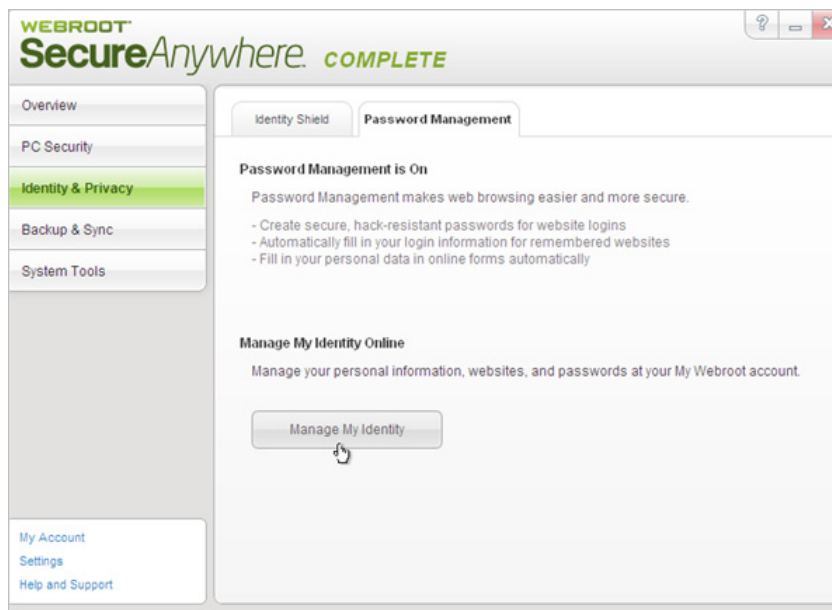 WEBROOT
SecureAnywhere. COMPLETE
?
Overview
PC Security
Identity & Privacy
Backup & Sync
System Tools
Identity Shield
Password Management
Password Management is On
Password Management makes web browsing easier and more secure.
- Create secure, hack-resistant passwords for website logins
- Automatically fill in your login information for remembered websites
- Fill in your personal data in online forms automatically
Manage My Identity Online
Manage your personal information, websites, and passwords at your My Webroot account.
Manage My Identity
My Account
Settings
Help and Support